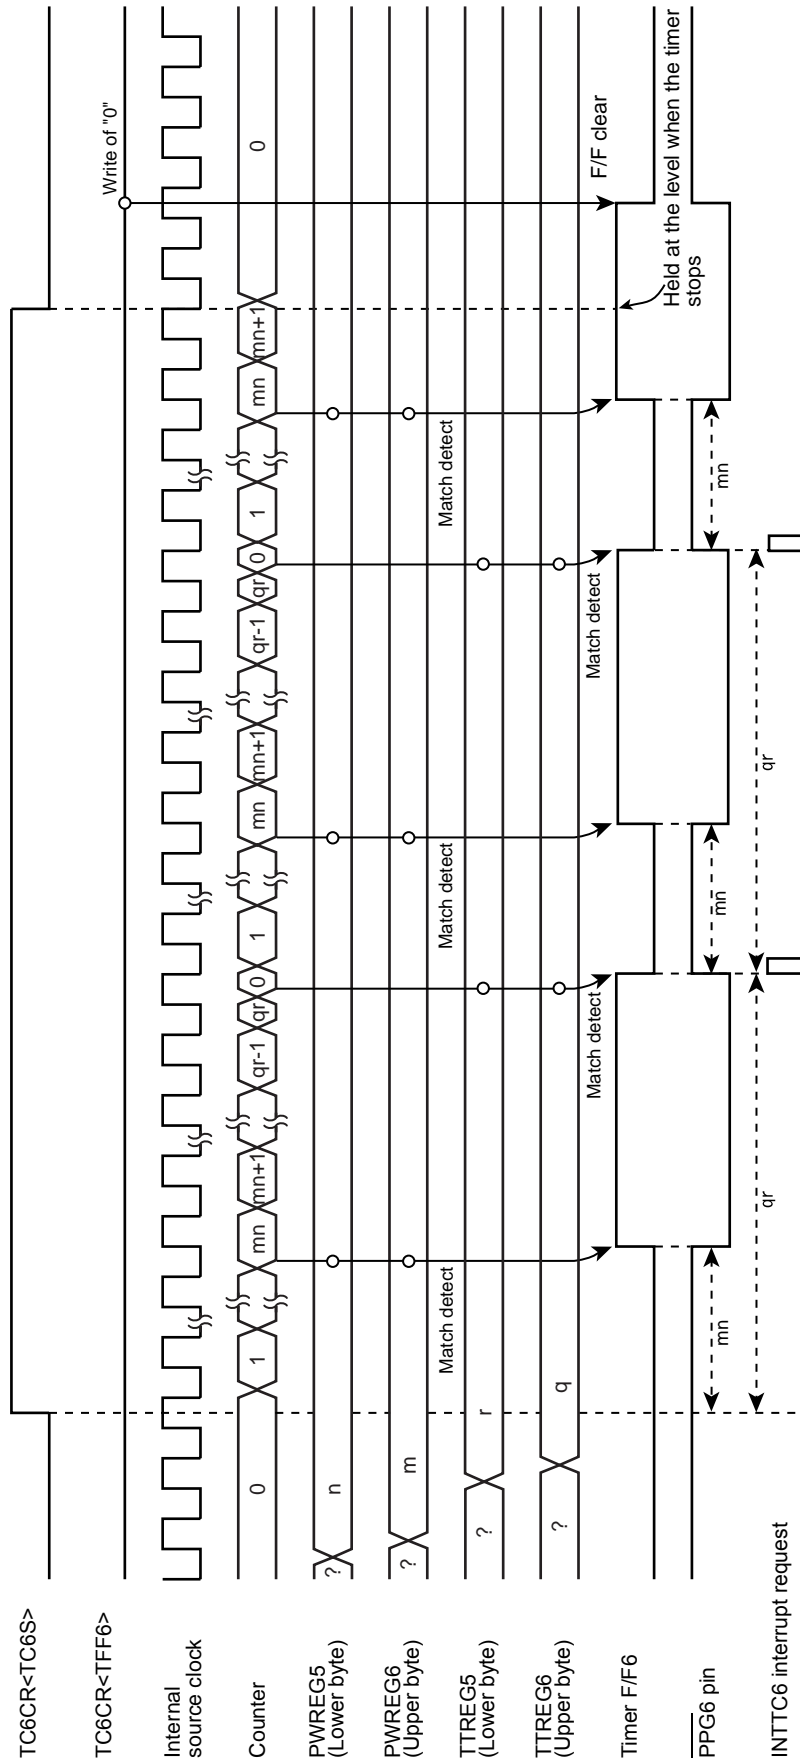 TC6CR<TC6S>
TC6CR<TFF6>
Write of "0"
Internal
source clock
Counter
0
1
mn
mn+1
qr-1
qr
0
1
mn
mn+1
qr-1
qr
0
1
mn
mn+1
0
PWREG5
(Lower byte)
?
n
PWREG6
(Upper byte)
?
m
Match detect
Match detect
Match detect
TTREG5
(Lower byte)
?
r
TTREG6
(Upper byte)
?
q
Match detect
Match detect
F/F clear
Timer F/F6
Held at the level when the timer
stops
PPG6 pin
mn
mn
mn
qr
qr
INTTC6 interrupt request